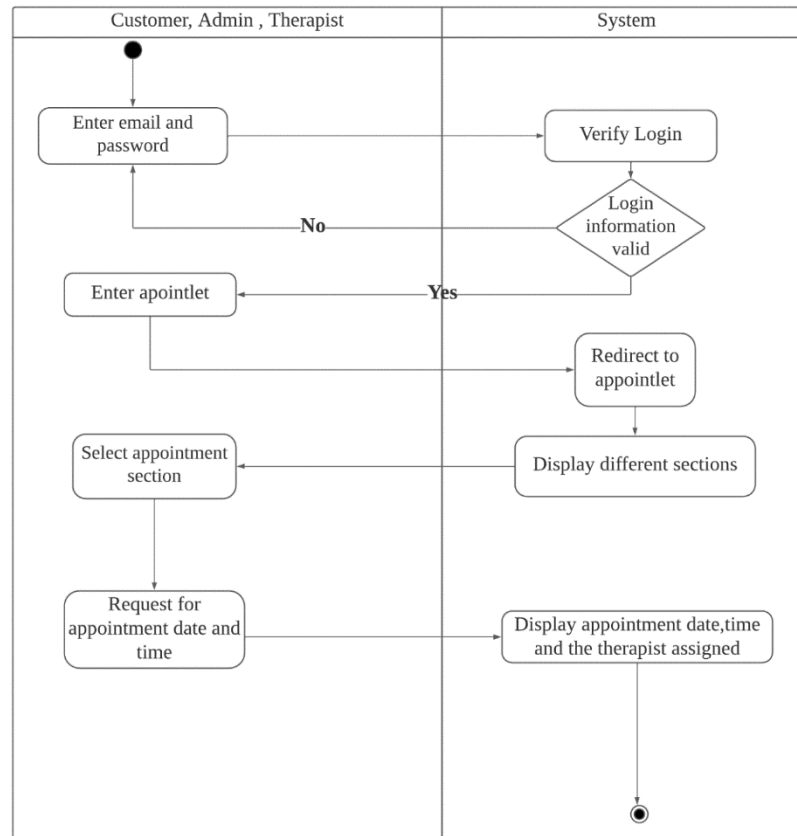 Customer, Admin , Therapist
System
Enter email and
password
Verify Login
Login
information
valid
No
Yes
Enter apointlet
Redirect to
appointlet
Select appointment
section
Display different sections
Request for
appointment date and
time
Display appointment date,time
and the therapist assigned